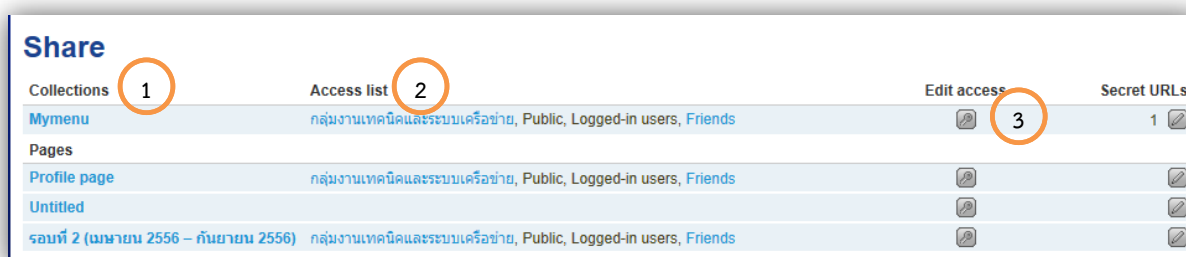 Share
Collections 1 Access list 2 Edit access Secret URLs
Mymenu กลุ่มงานเทคนิคและระบบเครือข่าย, Public, Logged-in users, Friends 3 1
Pages
Profile page กลุ่มงานเทคนิคและระบบเครือข่าย, Public, Logged-in users, Friends
Untitled
รอบที่ 2 (เมษายน 2556 – กันยายน 2556) กลุ่มงานเทคนิคและระบบเครือข่าย, Public, Logged-in users, Friends